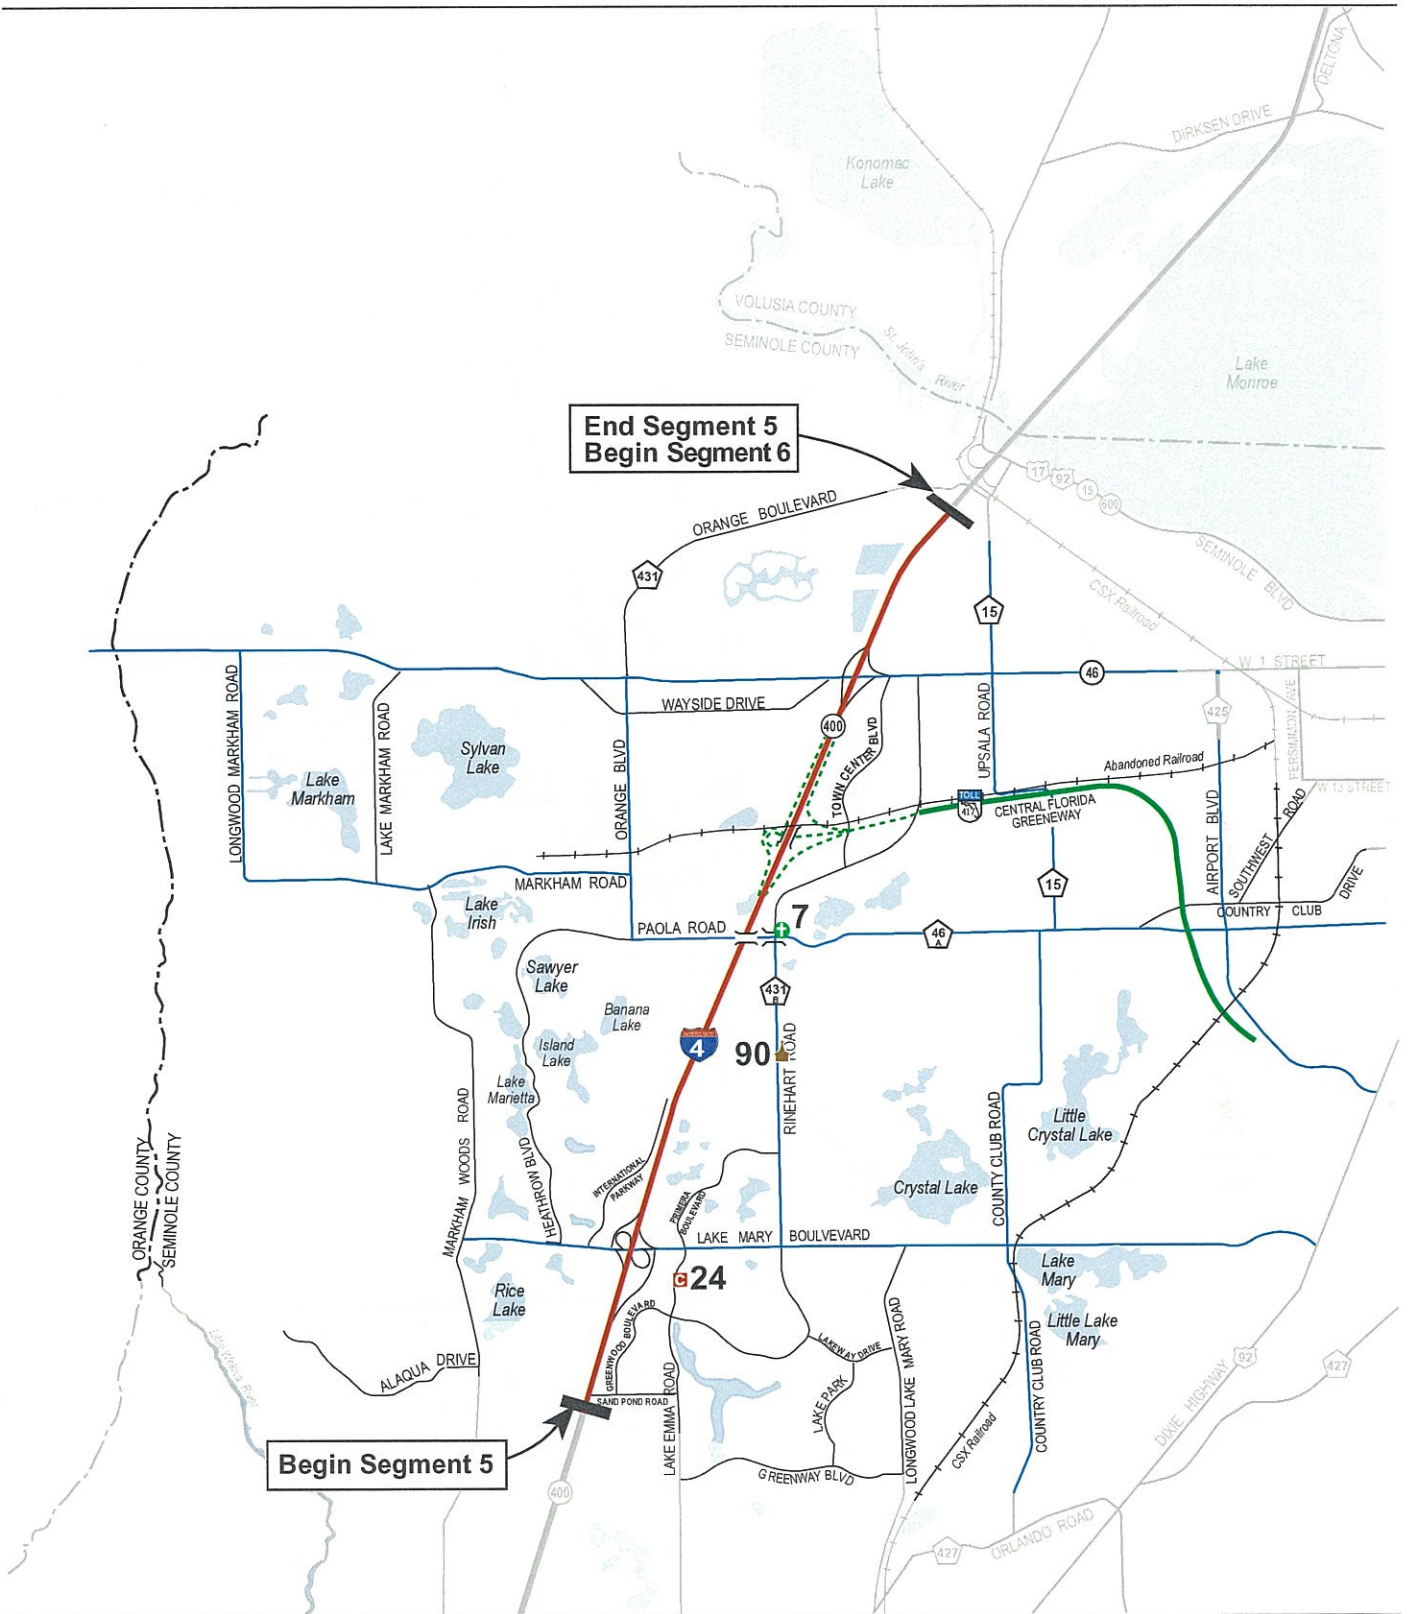 DELTONA
DIRKSEN DRIVE
Konomac
Lake
VOLUSIA COUNTY
SEMINOLE COUNTY
St. John's
River
Lake
Monroe
End Segment 5
Begin Segment 6
17
92
15
600
ORANGE BOULEVARD
431
SEMINOLE BLVD
CSX Railroad
15
W 1 STREET
46
LONGWOOD MARKHAM ROAD
LAKE MARKHAM ROAD
WAYSIDE DRIVE
UPSALA ROAD
425
PERSIMMON AVE
400
TOWN CENTER BLVD
Sylvan
Lake
ORANGE BLVD
Lake
Markham
Abandoned Railroad
TOLL
417
CENTRAL FLORIDA
GREENEWAY
W 13 STREET
AIRPORT BLVD
SOUTHWEST ROAD
MARKHAM ROAD
15
DRIVE
COUNTRY CLUB
Lake
Irish
PAOLA ROAD
7
46
A
Sawyer
Lake
431
B
Banana
Lake
INTERSTATE
4
90
RINEHART ROAD
Island
Lake
Lake
Marietta
MARKHAM WOODS ROAD
HEATHROW BLVD
INTERNATIONAL
PARKWAY
PRIMERA
BOULEVARD
Little
Crystal Lake
COUNTY CLUB ROAD
Crystal Lake
ORANGE COUNTY
SEMINOLE COUNTY
LAKE MARY BOULVEVARD
C
24
Lake
Mary
Rice
Lake
GREENWOOD BOULEVARD
Little Lake
Mary
LAKEWAY DRIVE
LONGWOOD LAKE MARY ROAD
COUNTRY CLUB ROAD
92
427
ALAQUA DRIVE
SAND POND ROAD
LAKE EMMA ROAD
LAKE PARK
DIXIE HIGHWAY
CSX Railroad
Begin Segment 5
GREENWAY BLVD
400
427
ORLANDO ROAD